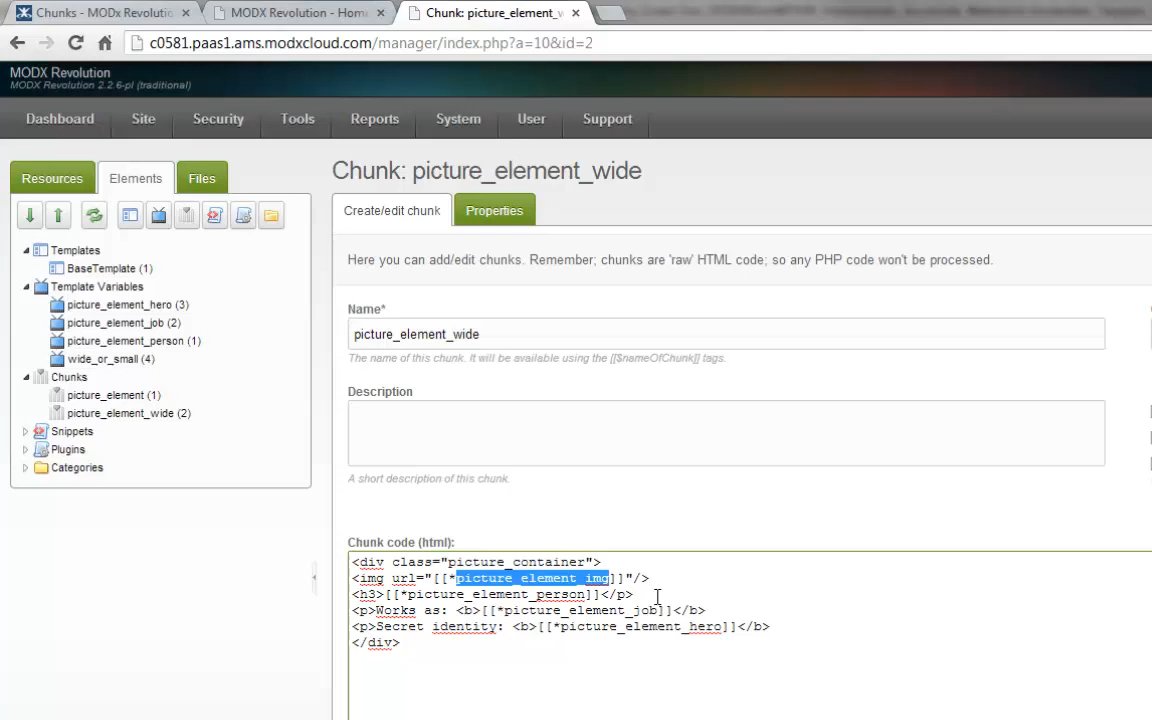 Chunks - MODx Revolutio × MODX Revolution - Hom × Chunk: picture_element_w ×
c0581.paas1.ams.modxcloud.com/manager/index.php?a=10&id=2
MODX Revolution
MODX Revolution 2.2.6-pl (traditional)
Dashboard Site Security Tools Reports System User Support
Resources Elements Files
Templates
BaseTemplate (1)
Template Variables
picture_element_hero (3)
picture_element_job (2)
picture_element_person (1)
wide_or_small (4)
Chunks
picture_element (1)
picture_element_wide (2)
Snippets
Plugins
Categories
Chunk: picture_element_wide
Create/edit chunk Properties
Here you can add/edit chunks. Remember; chunks are 'raw' HTML code; so any PHP code won't be processed.
Name*
picture_element_wide
The name of this chunk. It will be available using the [[$nameOfChunk]] tags.
Description
A short description of this chunk.
Chunk code (html):
<div class="picture_container">
<img url="[[*picture_element_img]]"/>
<h3>[[*picture_element_person]]</p>
<p>Works as: <b>[[*picture_element_job]]</b>
<p>Secret identity: <b>[[*picture_element_hero]]</b>
</div>